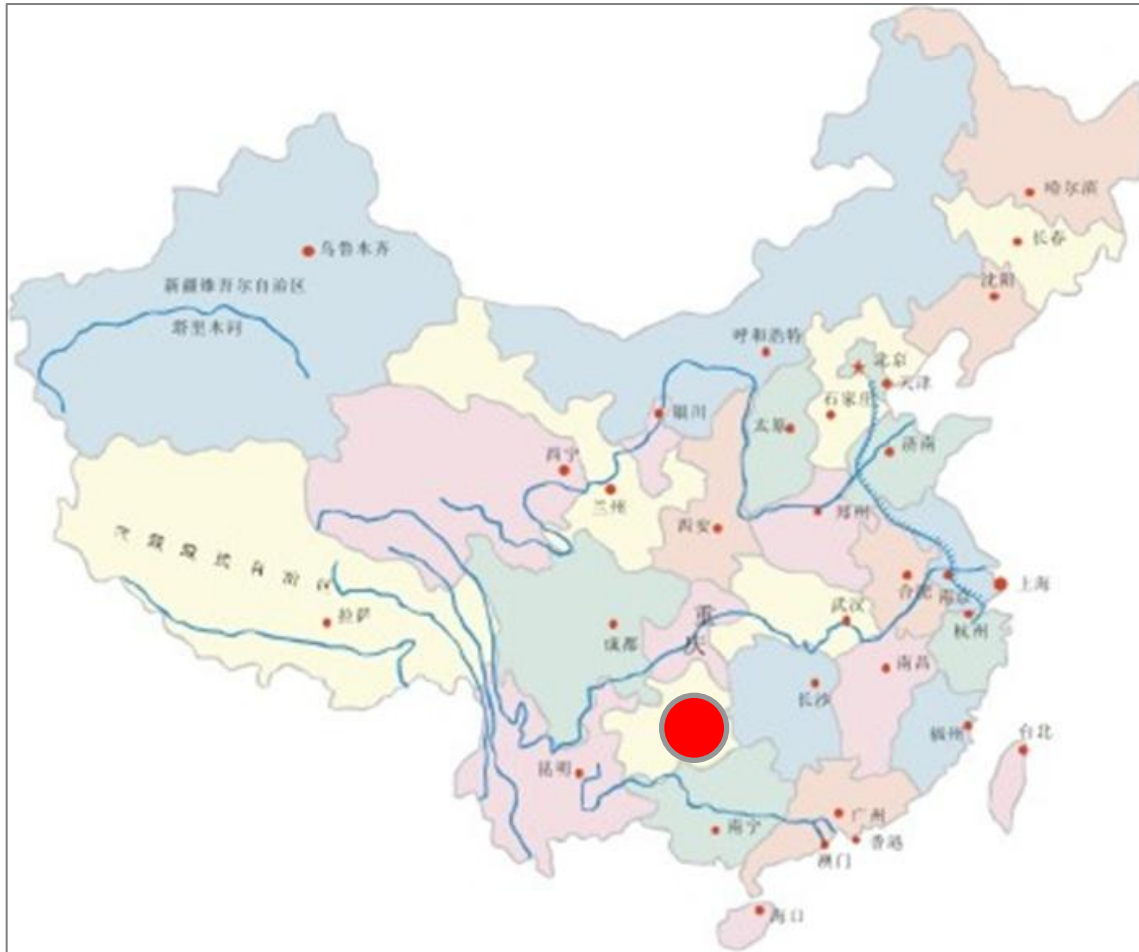 哈尔滨
长春
沈阳
乌鲁木齐
新疆维吾尔自治区
塔里木河
呼和浩特
北京
天津
石家庄
银川
太原
济南
西宁
兰州
西安
郑州
合肥
南京
上海
拉萨
成都
重庆
武汉
杭州
南昌
长沙
福州
台北
昆明
南宁
广州
香港
澳门
海口